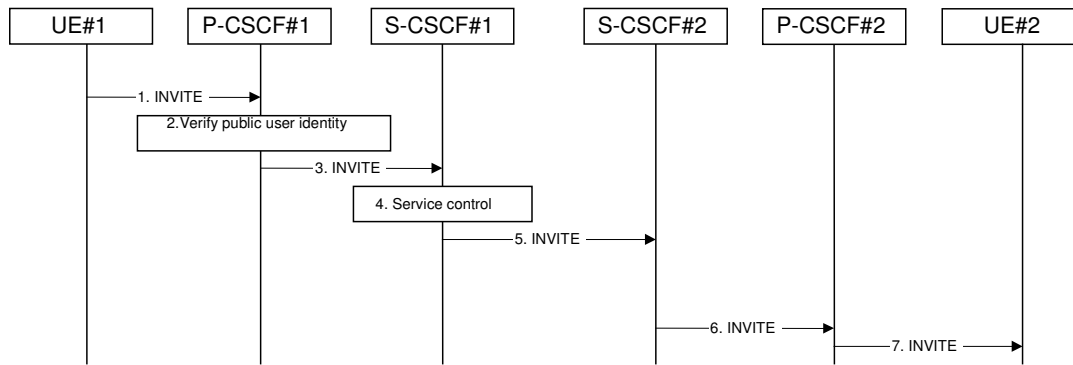 UE#1
P-CSCF#1
S-CSCF#1
S-CSCF#2
P-CSCF#2
UE#2
1. INVITE
2.Verify public user identity
3. INVITE
4. Service control
5. INVITE
6. INVITE
7. INVITE